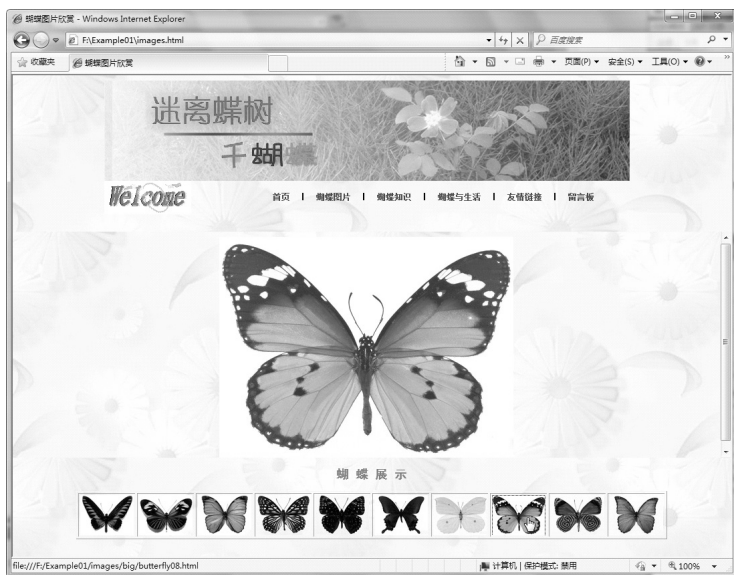 蝴蝶图片欣赏 - Windows Internet Explorer
F:\Example01\images.html
百度搜索
收藏夹 蝴蝶图片欣赏 页面(P) 安全(S) 工具(O)
迷离蝶树
千蝴蝶
Welcome 首页 | 蝴蝶图片 | 蝴蝶知识 | 蝴蝶与生活 | 友情链接 | 留言板
蝴蝶展示
file:///F:/Example01/images/big/butterfly08.html 计算机 | 保护模式: 禁用 100%